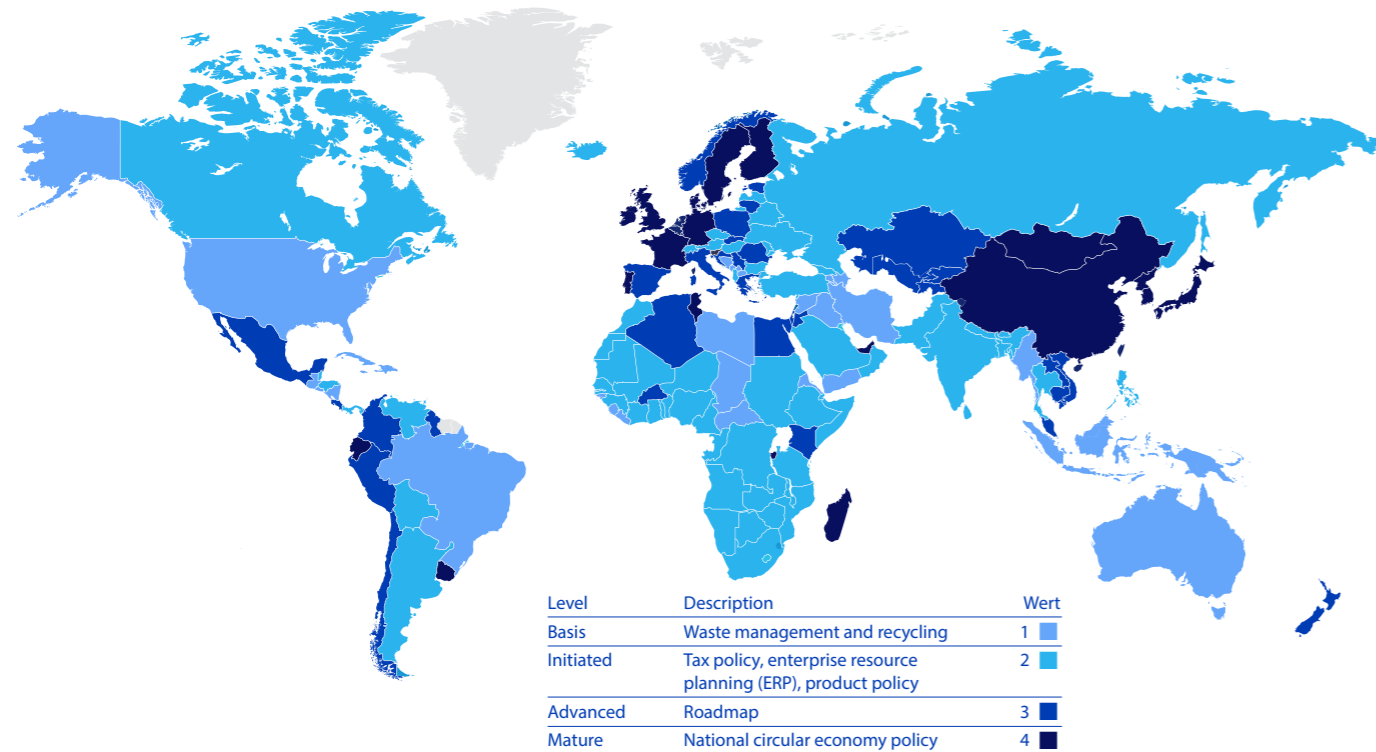 Level Description Wert
Basis Waste management and recycling 1
Initiated Tax policy, enterprise resource 2
planning (ERP), product policy
Advanced Roadmap 3
Mature National circular economy policy 4